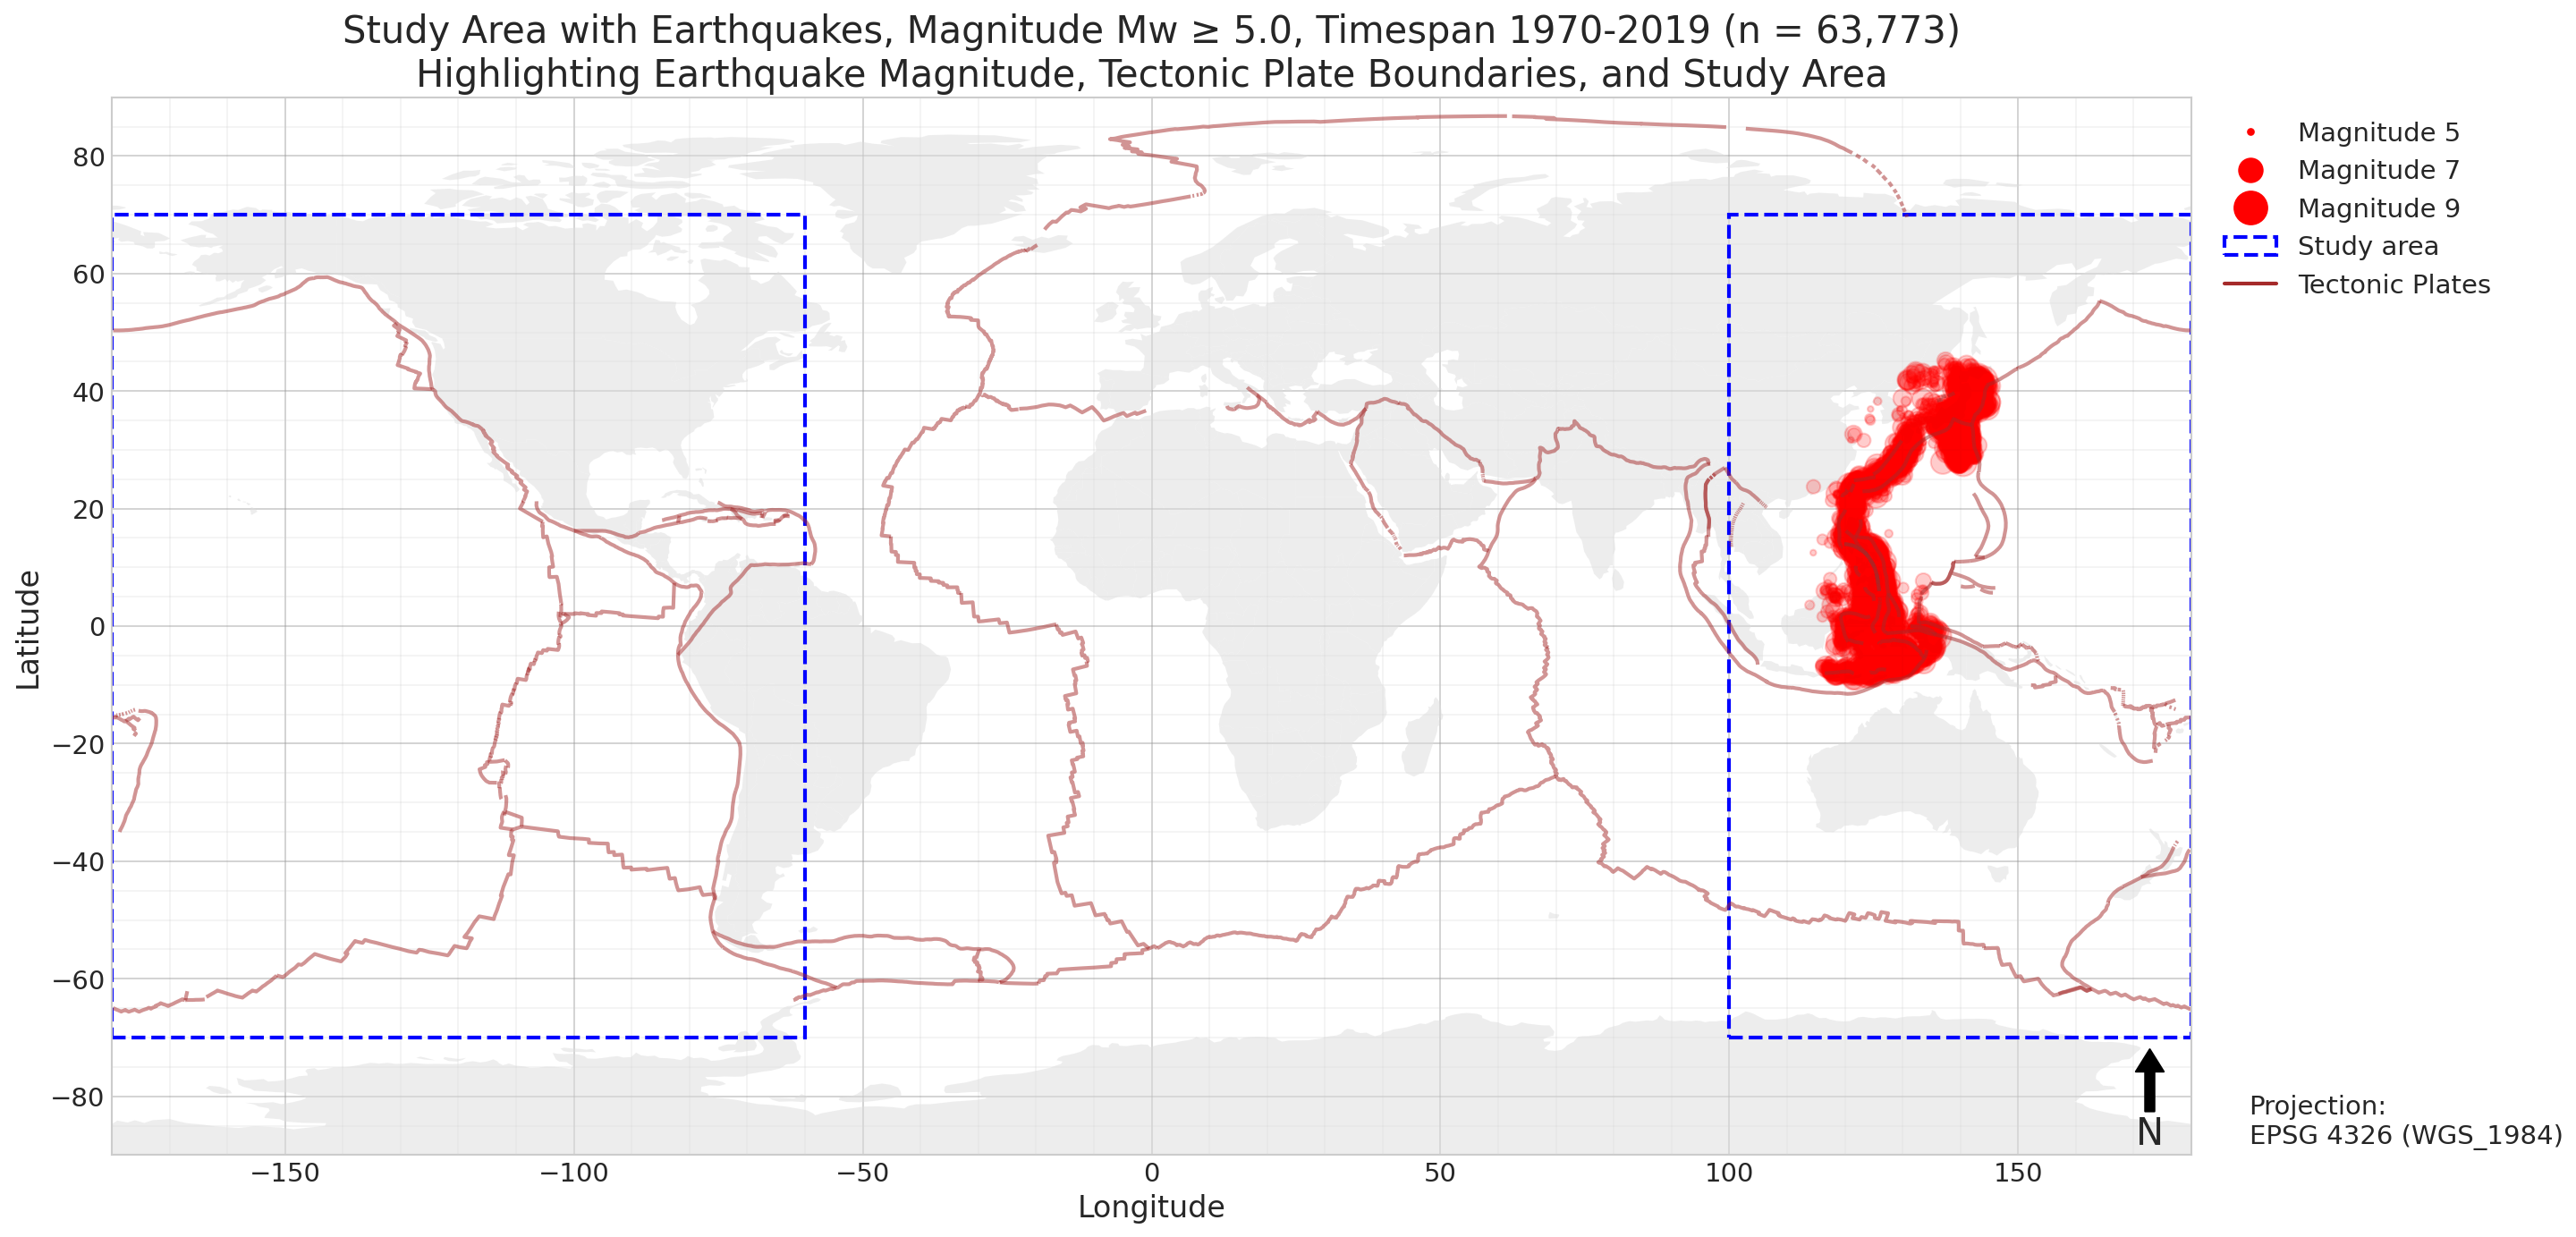 Study Area with Earthquakes, Magnitude Mw ≥ 5.0, Timespan 1970-2019 (n = 63,773)
Highlighting Earthquake Magnitude, Tectonic Plate Boundaries, and Study Area
Magnitude 5
Magnitude 7
Magnitude 9
Study area
Tectonic Plates
Latitude
80
60
40
20
0
−20
−40
−60
−80
N
Projection:
EPSG 4326 (WGS_1984)
−150 −100 −50 0 50 100 150
Longitude